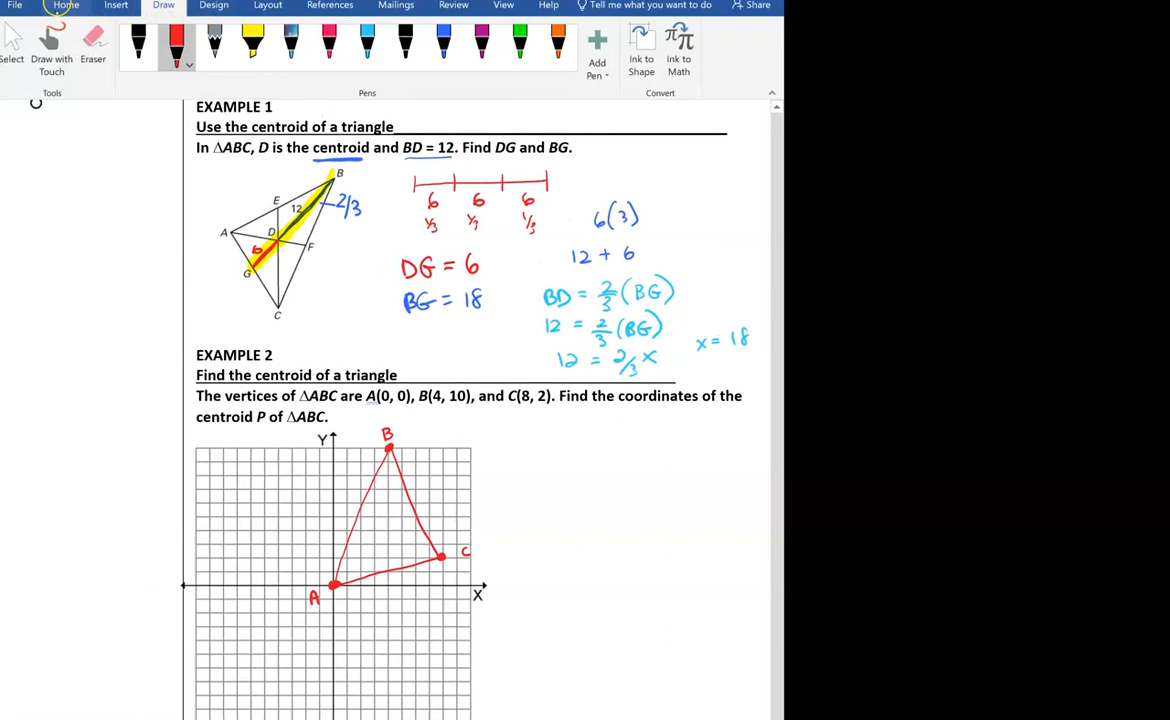 File Home Insert Draw Design Layout References Mailings Review View Help Tell me what you want to do Share
Select Draw with Touch Eraser Add Pen Ink to Shape Ink to Math
Tools Pens Convert
EXAMPLE 1
Use the centroid of a triangle
In ∆ABC, D is the centroid and BD = 12. Find DG and BG.
B
2/3
E
12
A
D
F
6
G
C
6 6 6
1/3 1/3 1/3
DG = 6
BG = 18
6(3)
12 + 6
BD = 2/3 (BG)
12 = 2/3 (BG)
12 = 2/3 x
x = 18
EXAMPLE 2
Find the centroid of a triangle
The vertices of ∆ABC are A(0, 0), B(4, 10), and C(8, 2). Find the coordinates of the
centroid P of ∆ABC.
Y
B
C
A
X